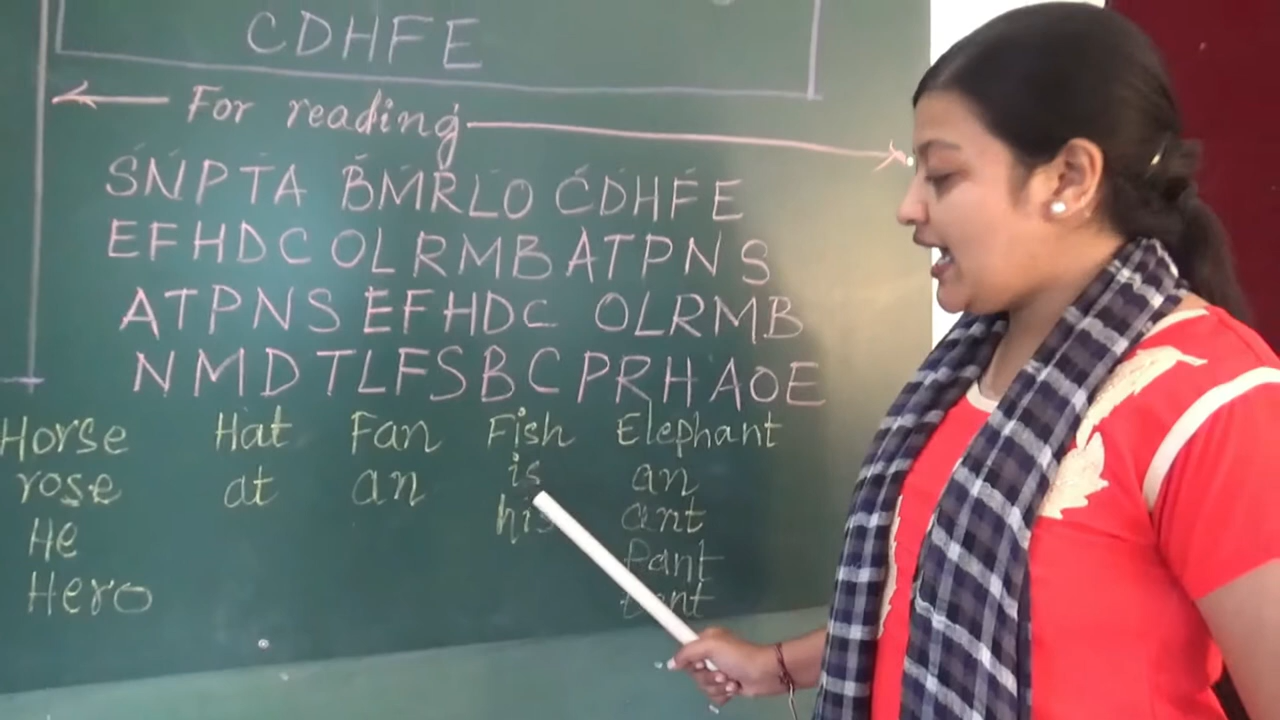 CDHFE
For reading
SNPTA BMRLO CDHFE
EFHDC OLRMB ATPNS
ATPNS EFHDC OLRMB
NMDTLFSBCPRHAOE
Horse Hat Fan Fish Elephant
rose at an is an
He his ant
Hero Pant